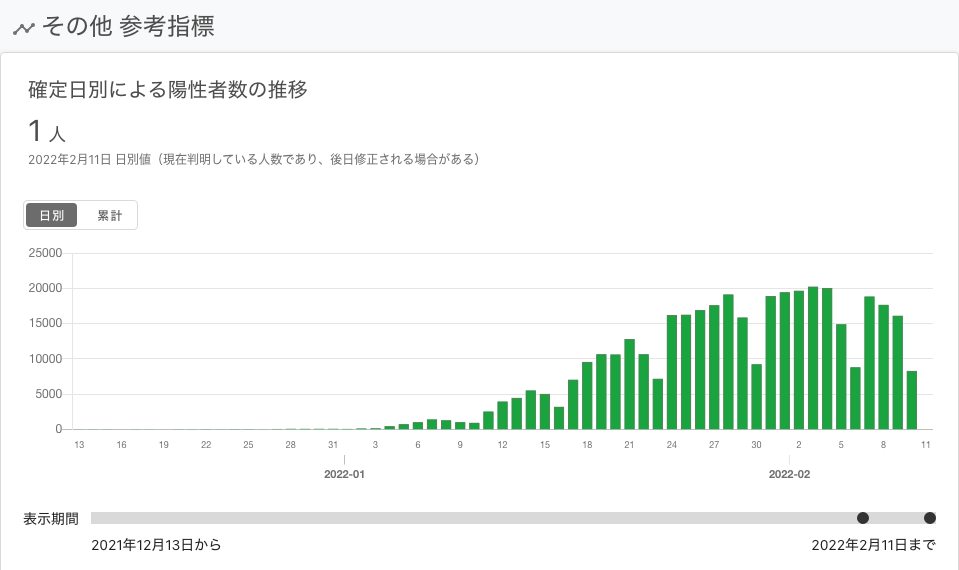 その他 参考指標
確定日別による陽性者数の推移
1 人
2022年2月11日 日別値（現在判明している人数であり、後日修正される場合がある）
日別 累計
25000
20000
15000
10000
5000
0
13 16 19 22 25 28 31 3 6 9 12 15 18 21 24 27 30 2 5 8 11
2022-01 2022-02
表示期間
2021年12月13日から 2022年2月11日まで